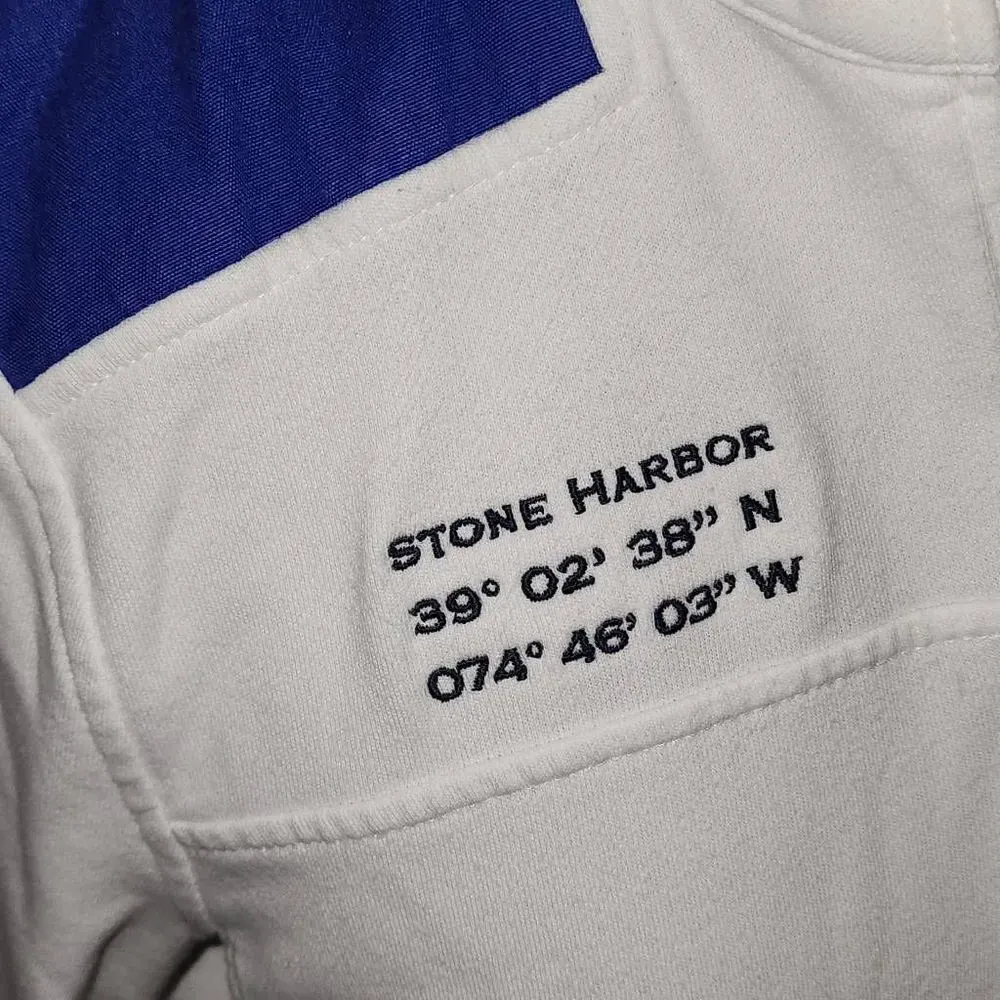 STONE HARBOR
39° 02' 38" N
074° 46' 03" W